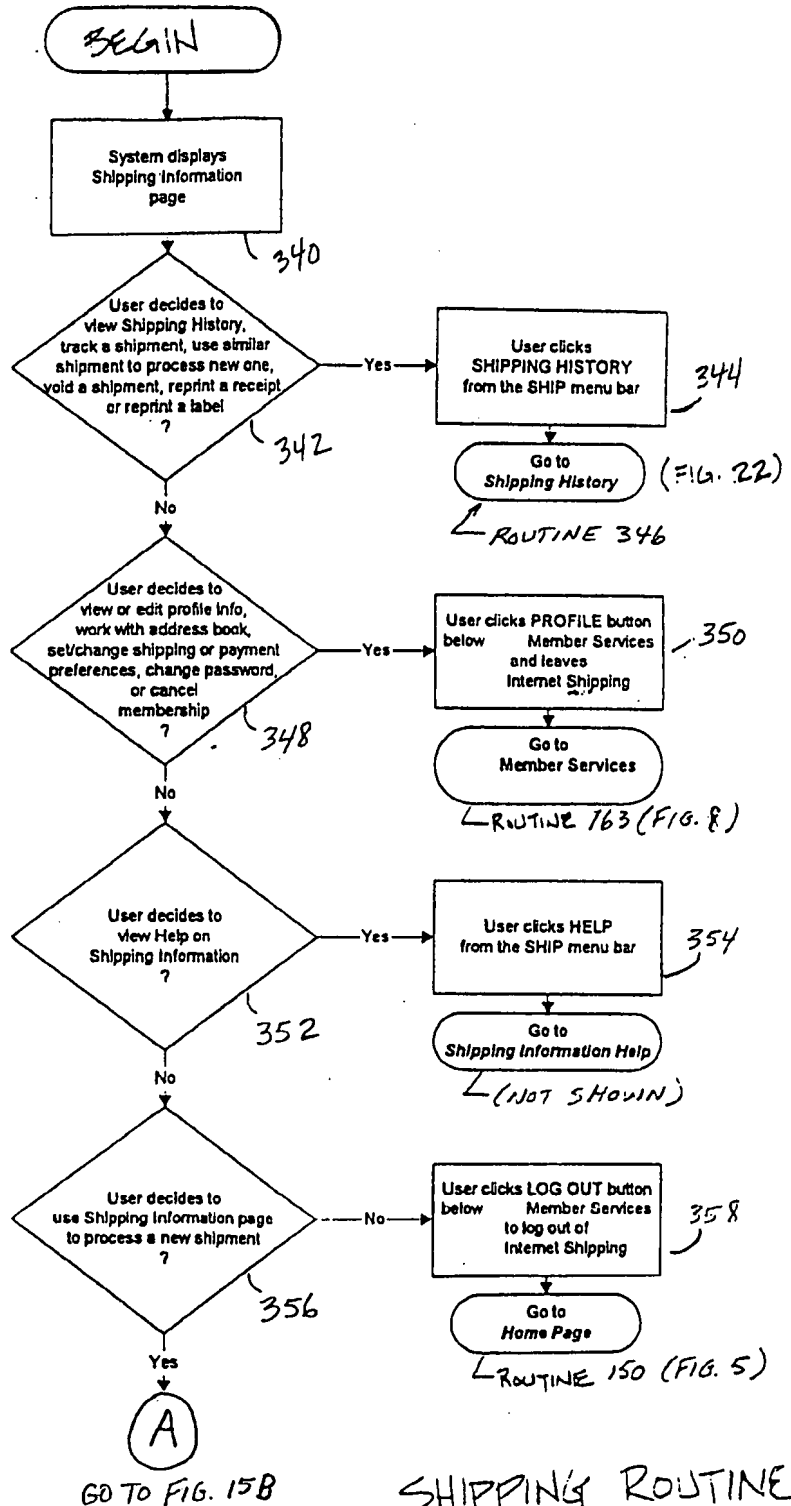 BEGIN
System displays
Shipping Information
page
340
User decides to
view Shipping History,
track a shipment, use similar
shipment to process new one,
void a shipment, reprint a receipt
or reprint a label
?
342
Yes
User clicks
SHIPPING HISTORY
from the SHIP menu bar
344
Go to
Shipping History
(FIG. 22)
ROUTINE 346
No
User decides to
view or edit profile info,
work with address book,
set/change shipping or payment
preferences, change password,
or cancel
membership
?
348
Yes
User clicks PROFILE button
below Member Services
and leaves
Internet Shipping
350
Go to
Member Services
ROUTINE 163 (FIG. 8)
No
User decides to
view Help on
Shipping Information
?
352
Yes
User clicks HELP
from the SHIP menu bar
354
Go to
Shipping Information Help
(NOT SHOWN)
No
User decides to
use Shipping Information page
to process a new shipment
?
356
No
User clicks LOG OUT button
below Member Services
to log out of
Internet Shipping
358
Go to
Home Page
ROUTINE 150 (FIG. 5)
Yes
A
GO TO FIG. 15B
SHIPPING ROUTINE